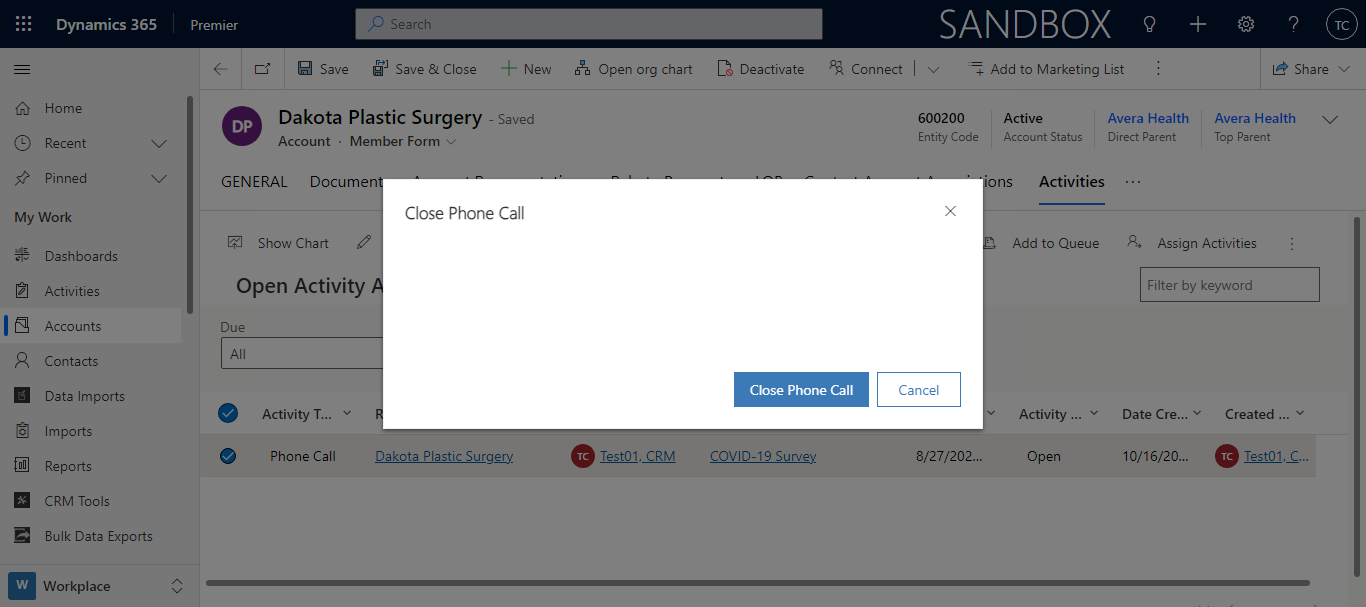 Dynamics 365 Premier Search SANDBOX TC
Save Save & Close New Open org chart Deactivate Connect Add to Marketing List Share
Home
Recent
Pinned
My Work
Dashboards
Activities
Accounts
Contacts
Data Imports
Imports
Reports
CRM Tools
Bulk Data Exports
W Workplace
DP
Dakota Plastic Surgery - Saved
Account · Member Form
600200 Active Avera Health Avera Health
Entity Code Account Status Direct Parent Top Parent
GENERAL Document Activities ...
Show Chart Add to Queue Assign Activities
Open Activity A
Filter by keyword
Due
All
Close Phone Call
Close Phone Call Cancel
Activity T... R Activity ... Date Cre... Created ...
Phone Call Dakota Plastic Surgery TC Test01, CRM COVID-19 Survey 8/27/202... Open 10/16/20... TC Test01, C...